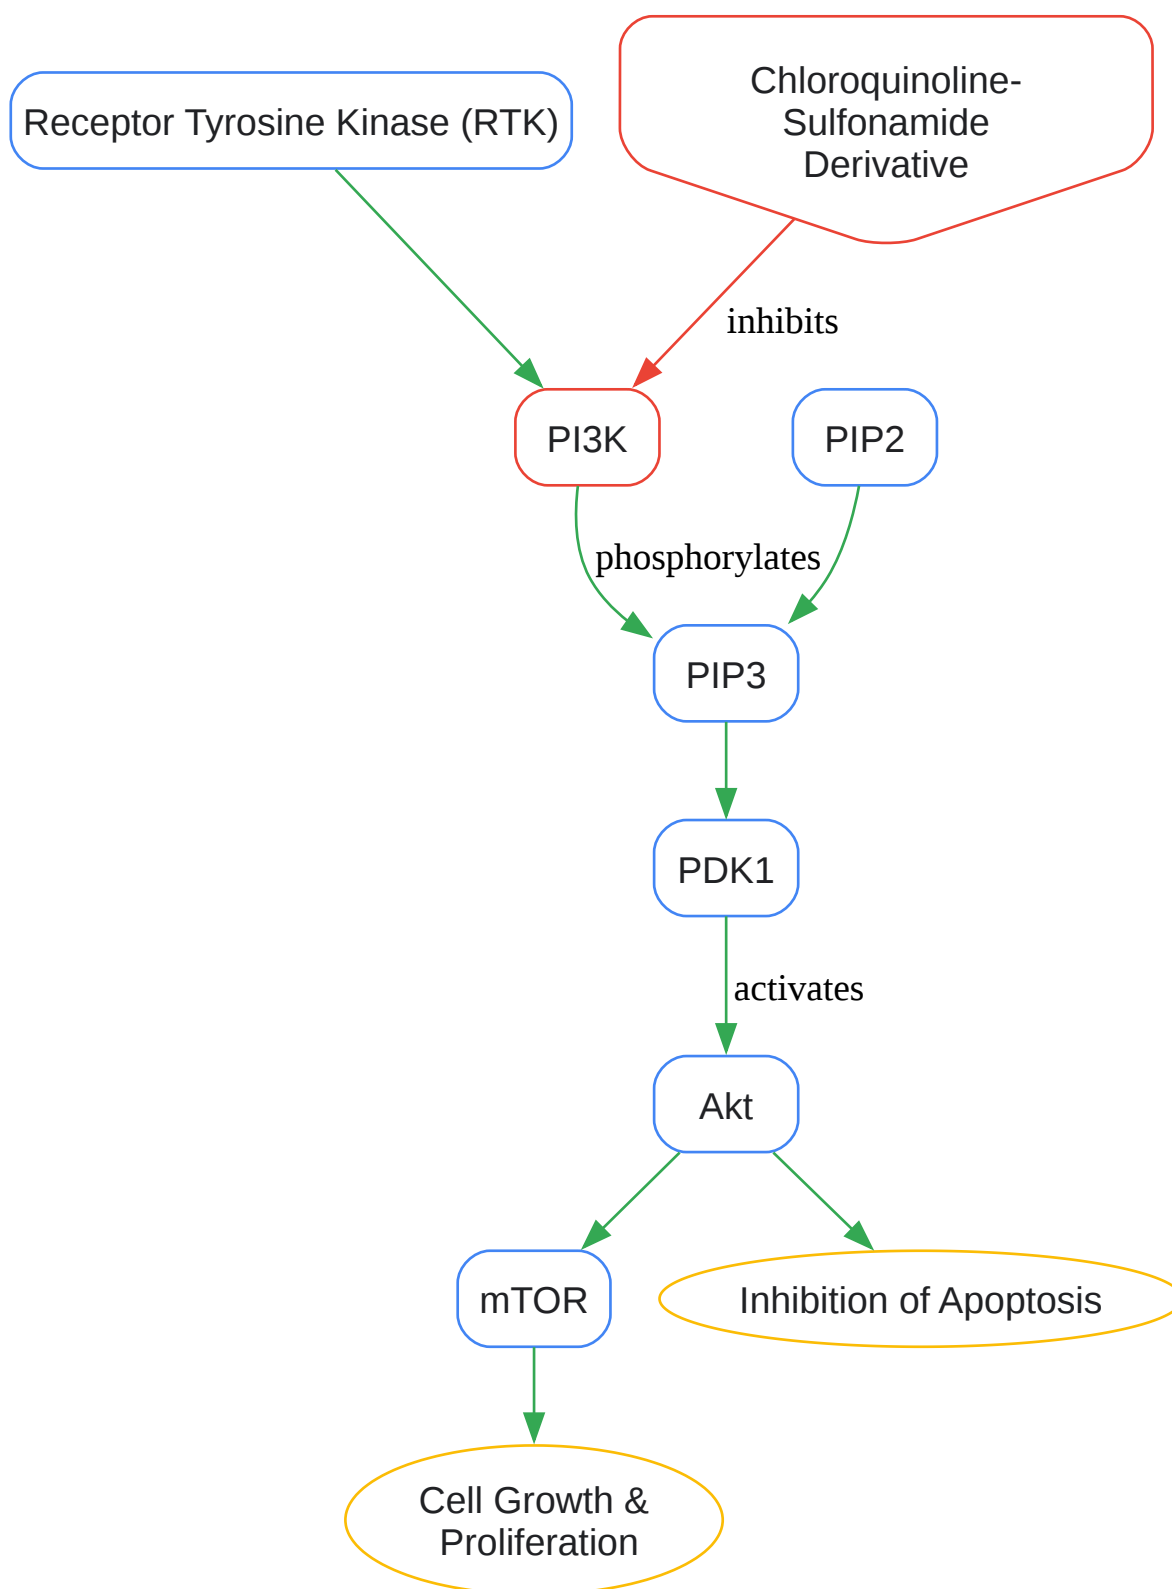 Receptor Tyrosine Kinase (RTK)
Chloroquinoline-
Sulfonamide
Derivative
inhibits
PI3K
PIP2
phosphorylates
PIP3
PDK1
activates
Akt
mTOR
Inhibition of Apoptosis
Cell Growth &
Proliferation